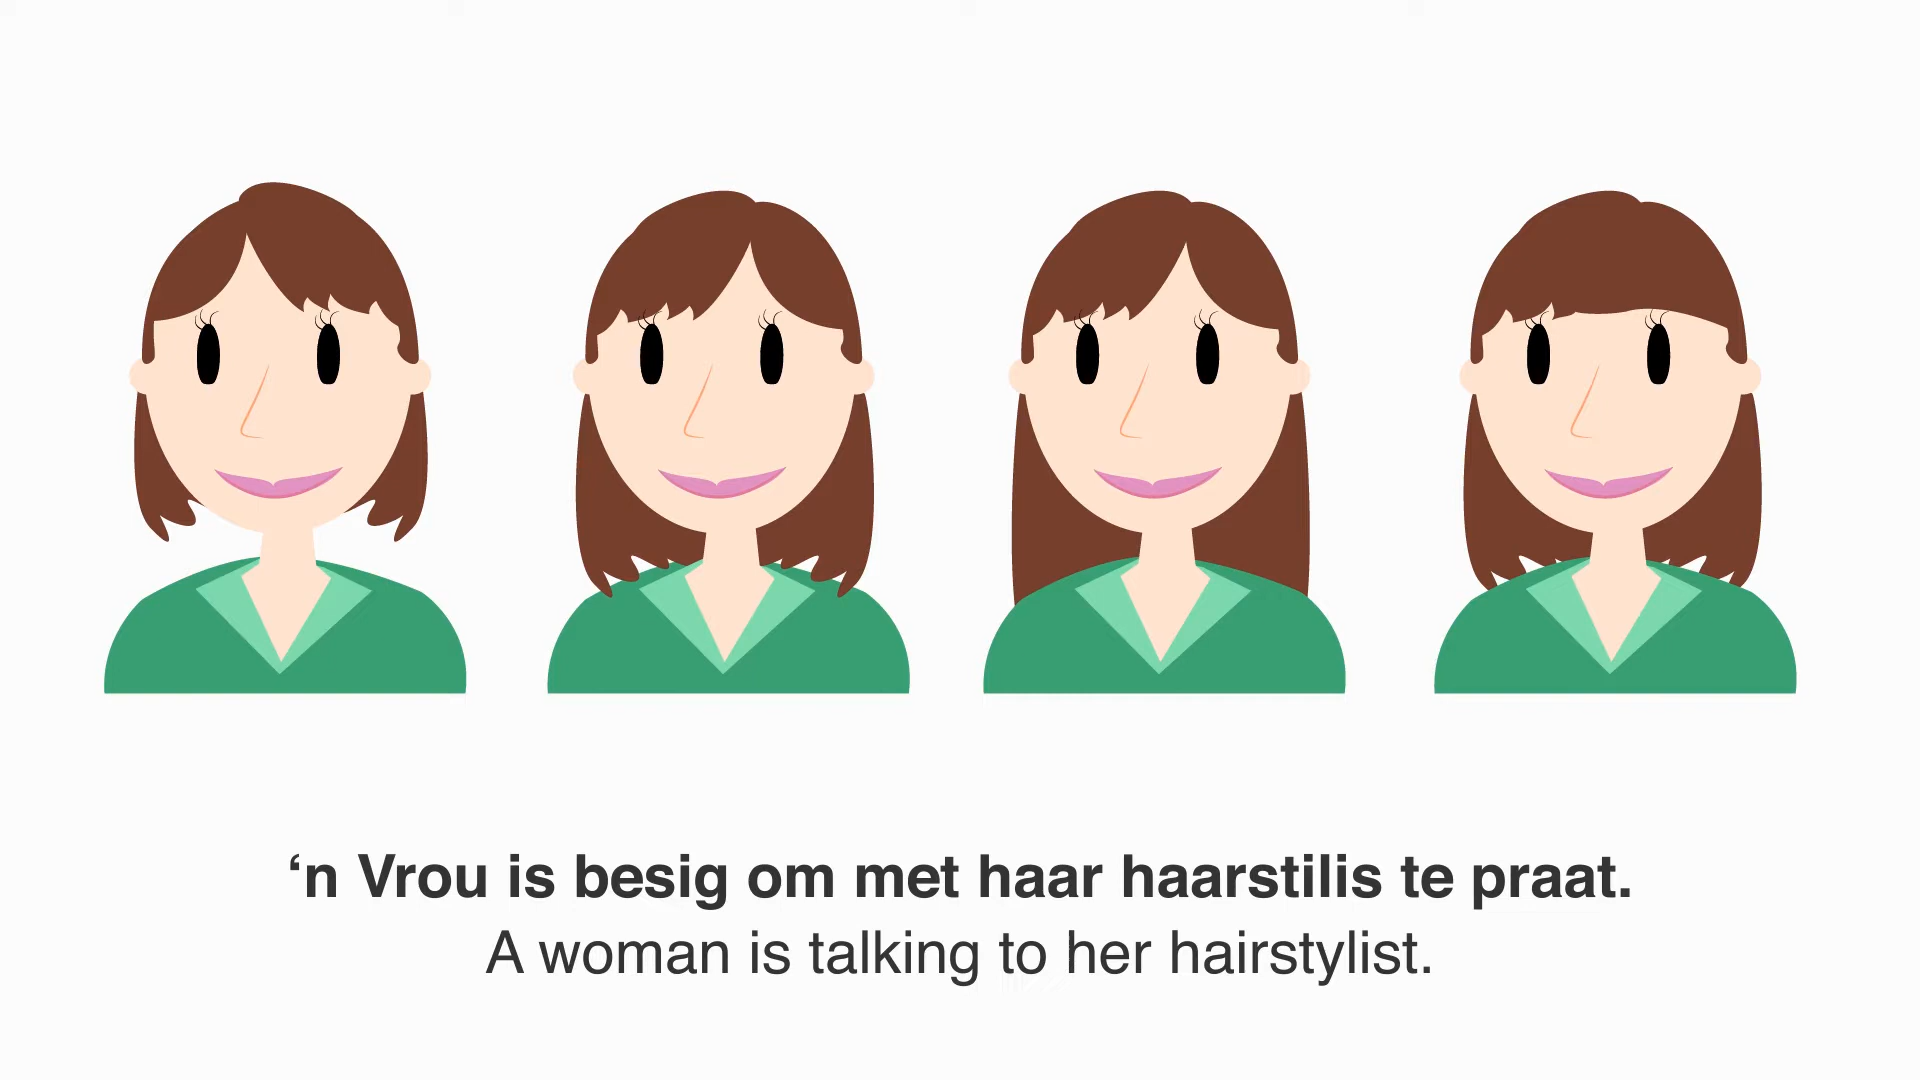 ‘n Vrou is besig om met haar haarstilis te praat.
A woman is talking to her hairstylist.